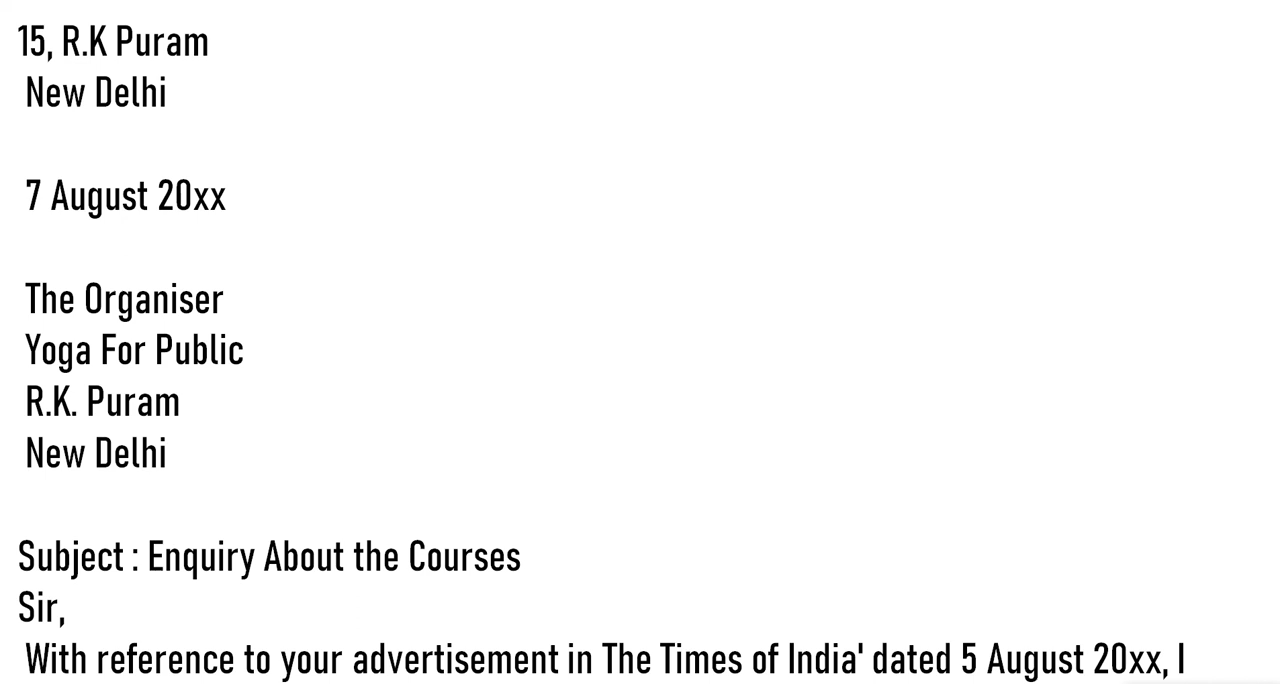 15, R.K Puram
New Delhi
7 August 20xx
The Organiser
Yoga For Public
R.K. Puram
New Delhi
Subject : Enquiry About the Courses
Sir,
With reference to your advertisement in The Times of India' dated 5 August 20xx, I